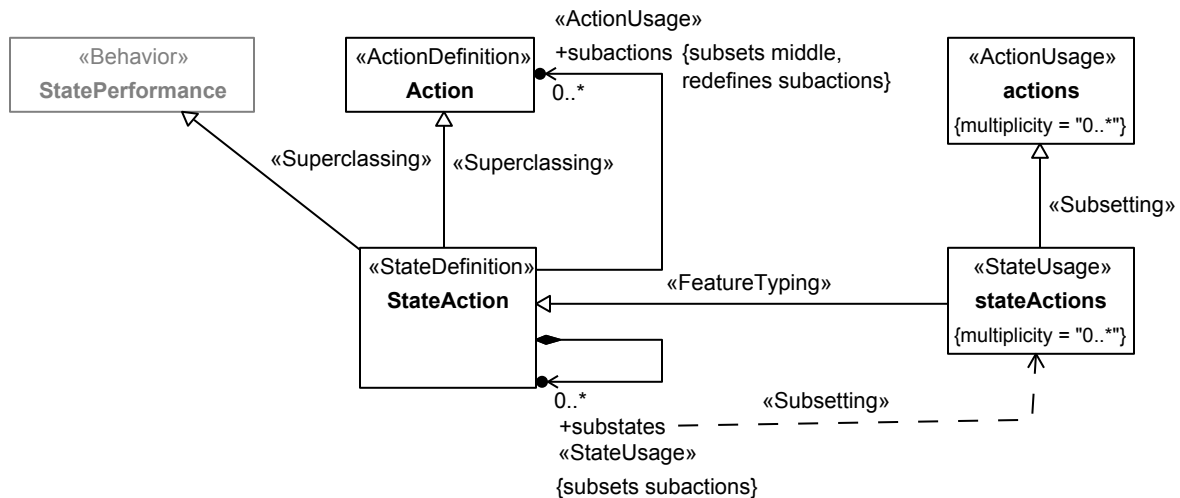 «ActionUsage»
+subactions {subsets middle,
redefines subactions}
0..*
«Behavior»
StatePerformance
«ActionDefinition»
Action
«ActionUsage»
actions
{multiplicity = "0..*"}
«Superclassing»
«Superclassing»
«Subsetting»
«StateDefinition»
StateAction
«FeatureTyping»
«StateUsage»
stateActions
{multiplicity = "0..*"}
0..*
+substates
«StateUsage»
{subsets subactions}
«Subsetting»